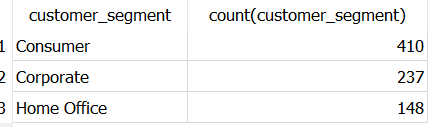 customer_segment count(customer_segment)
1 Consumer 410
2 Corporate 237
3 Home Office 148